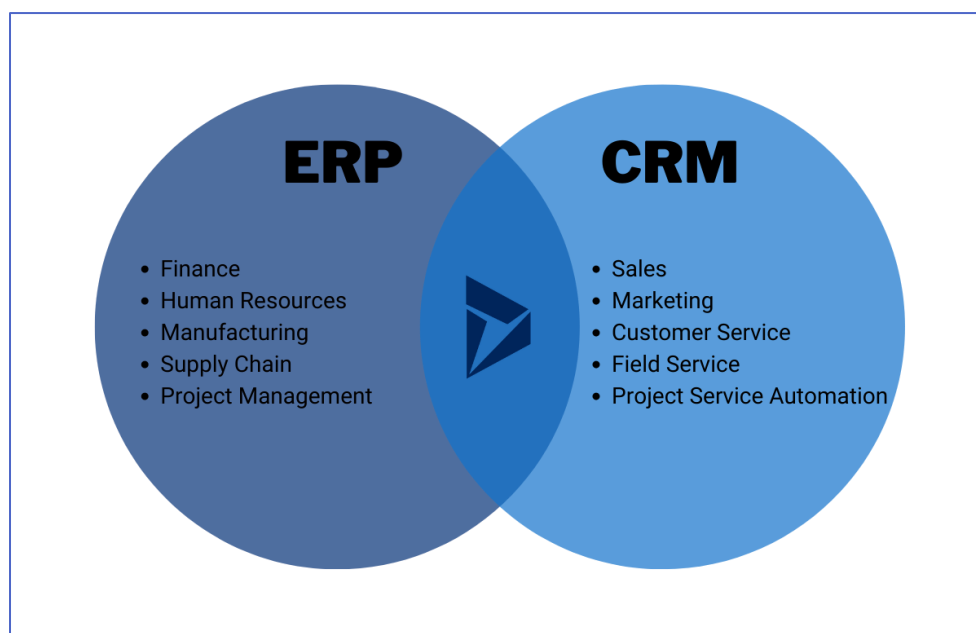 ERP
• Finance
• Human Resources
• Manufacturing
• Supply Chain
• Project Management
CRM
• Sales
• Marketing
• Customer Service
• Field Service
• Project Service Automation